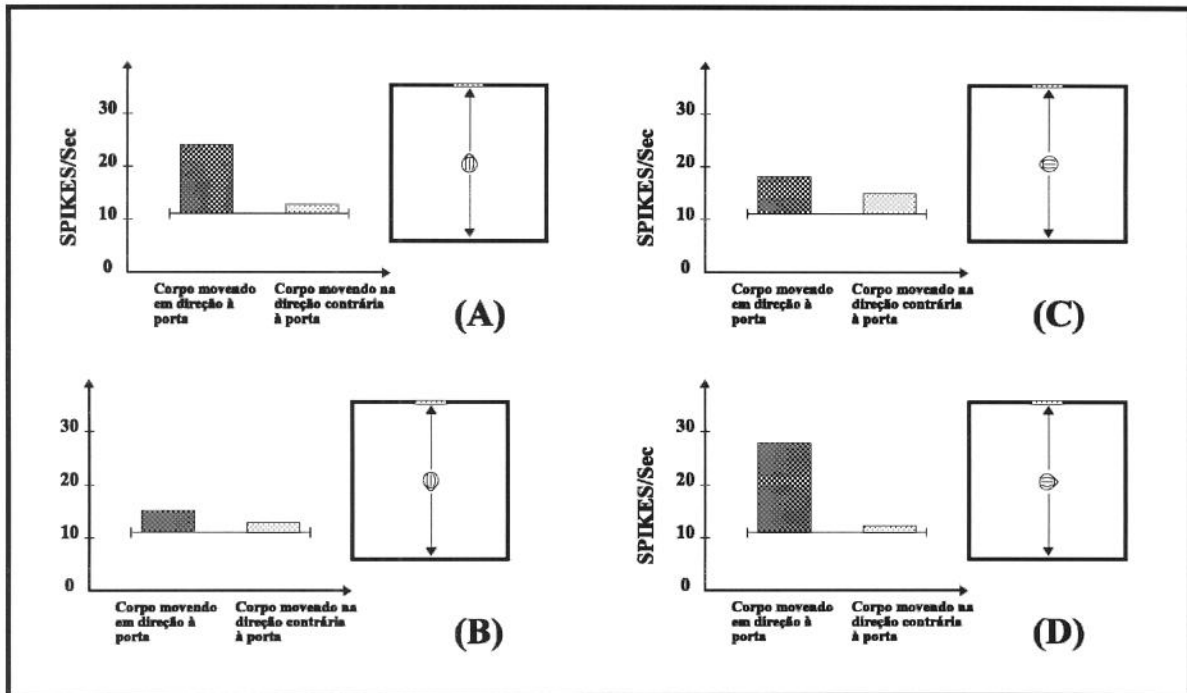 SPIKES/Sec
30
20
10
0
Corpo movendo
em direção à
porta
Corpo movendo na
direção contrária
à porta
(A)
SPIKES/Sec
30
20
10
0
Corpo movendo
em direção à
porta
Corpo movendo na
direção contrária
à porta
(C)
30
20
10
0
Corpo movendo
em direção à
porta
Corpo movendo na
direção contrária
à porta
(B)
SPIKES/Sec
30
20
10
0
Corpo movendo
em direção à
porta
Corpo movendo na
direção contrária
à porta
(D)